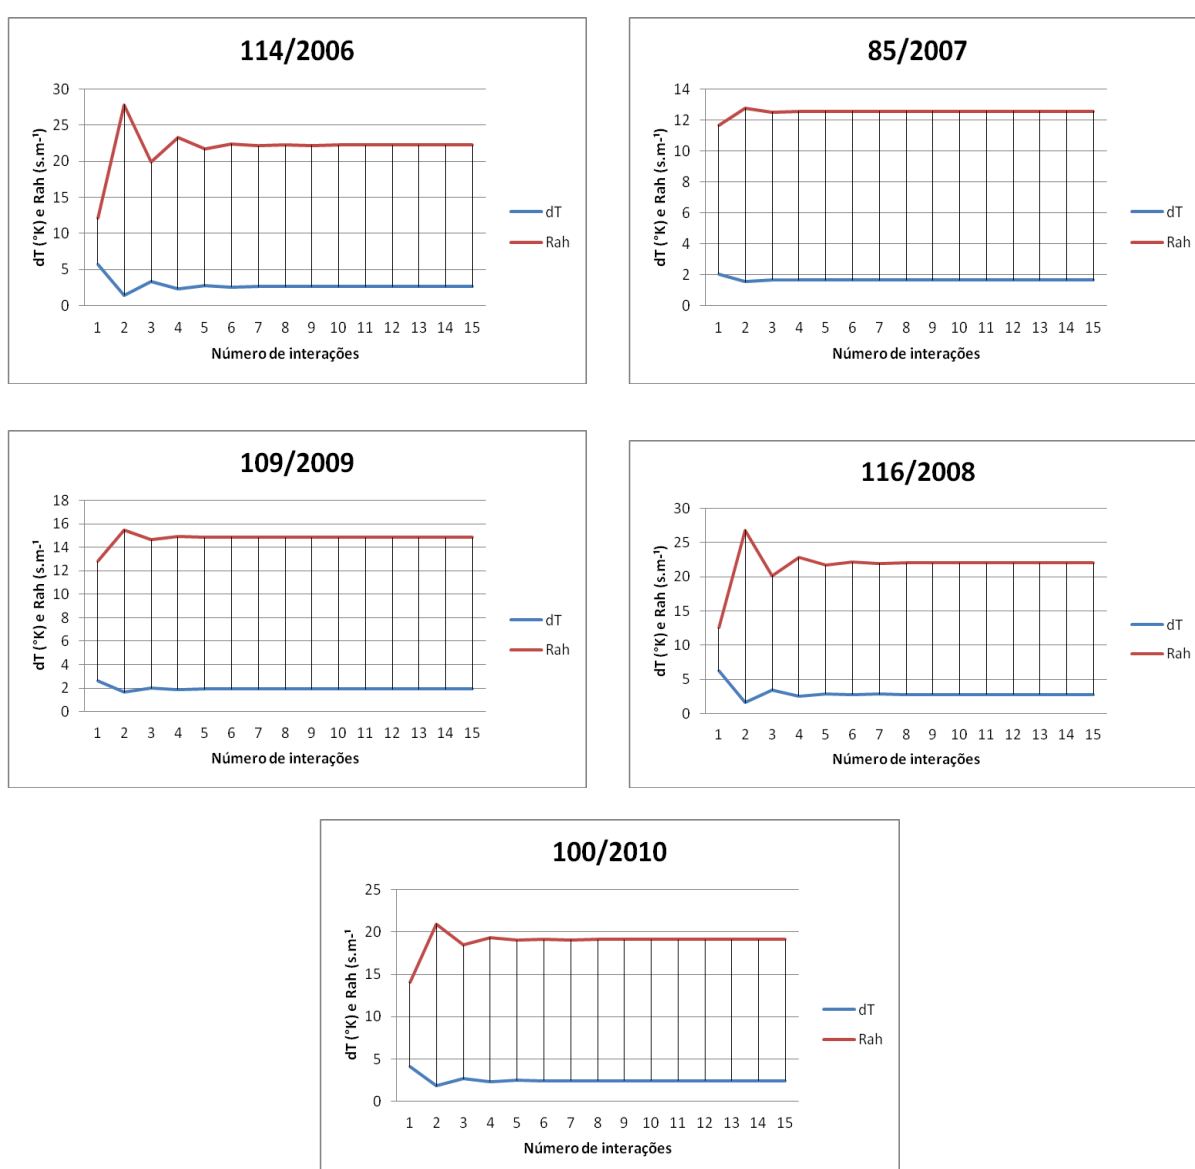 114/2006
dT (°K) e Rah (s.m-¹)
30
25
20
15
10
5
0
1 2 3 4 5 6 7 8 9 10 11 12 13 14 15
Número de interações
dT
Rah
85/2007
dT (°K) e Rah (s.m-¹)
14
12
10
8
6
4
2
0
1 2 3 4 5 6 7 8 9 10 11 12 13 14 15
Número de interações
dT
Rah
109/2009
dT (°K) e Rah (s.m-¹
18
16
14
12
10
8
6
4
2
0
1 2 3 4 5 6 7 8 9 10 11 12 13 14 15
Número de interações
dT
Rah
116/2008
dT (°K) e Rah (s.m-¹)
30
25
20
15
10
5
0
1 2 3 4 5 6 7 8 9 10 11 12 13 14 15
Número de interações
dT
Rah
100/2010
dT (°K) e Rah (s.m-¹
25
20
15
10
5
0
1 2 3 4 5 6 7 8 9 10 11 12 13 14 15
Número de interações
dT
Rah